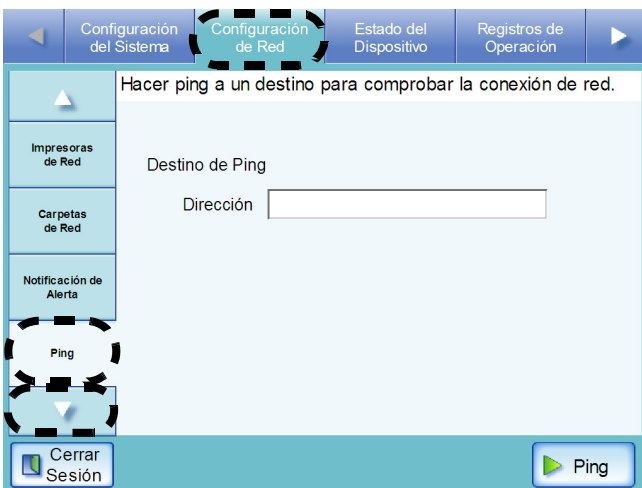 Configuración
del Sistema
Configuración
de Red
Estado del
Dispositivo
Registros de
Operación
Hacer ping a un destino para comprobar la conexión de red.
Impresoras
de Red
Carpetas
de Red
Notificación de
Alerta
Ping
Destino de Ping
Dirección
Cerrar
Sesión
Ping